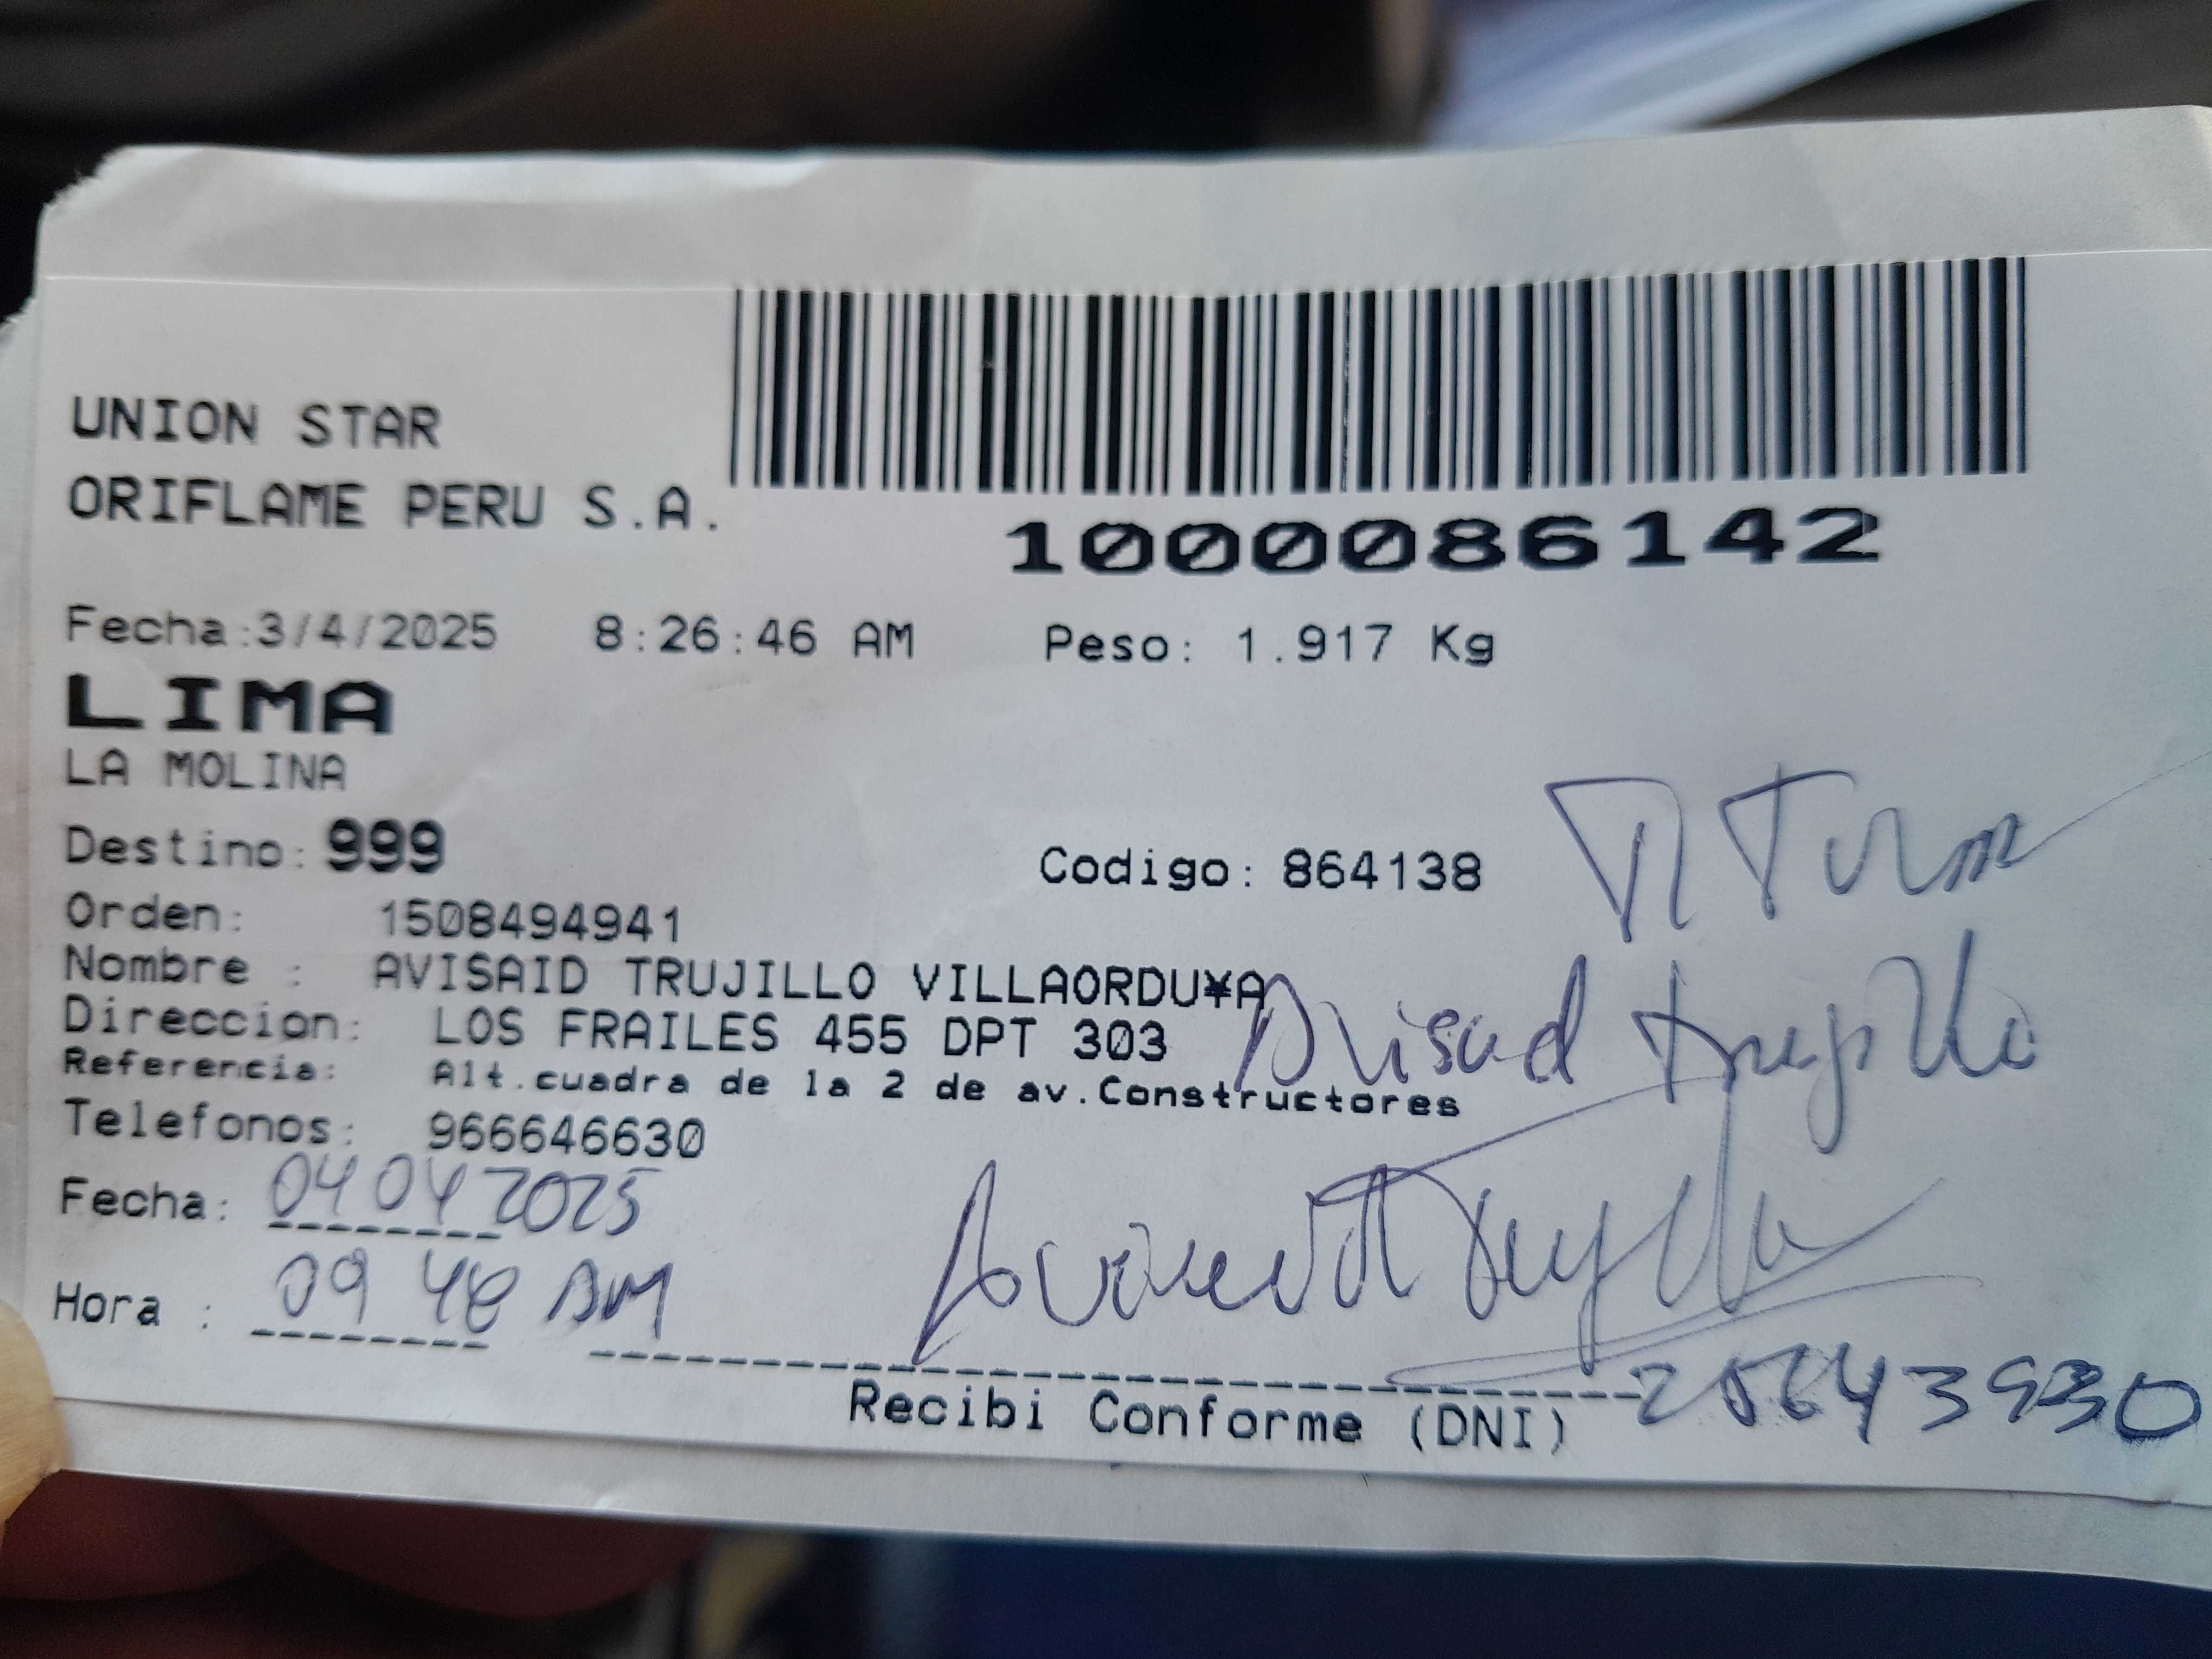 UNION STAR
ORIFLAME PERU S.A.
1000086142
Fecha:3/4/2025 8:26:46 AM Peso: 1.917 Kg
LIMA
LA MOLINA
Destino: 999 Codigo: 864138
Orden: 1508494941
Nombre : AVISAID TRUJILLO VILLAORDU¥A
Direccion: LOS FRAILES 455 DPT 303
Avisad Trujillo
Referencia: Alt.cuadra de la 2 de av.Constructores
Telefonos: 966646630
Fecha: 04 04 2025
Hora : 09 48 AM
Recibi Conforme (DNI)